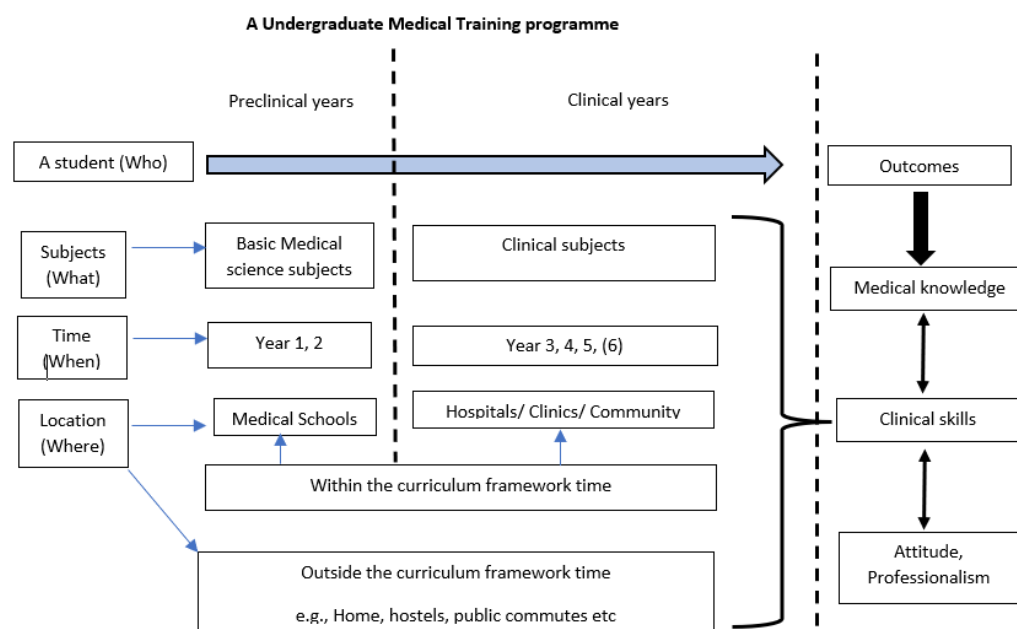 A Undergraduate Medical Training programme
Preclinical years
Clinical years
A student (Who)
Outcomes
Subjects
(What)
Basic Medical
science subjects
Clinical subjects
Medical knowledge
Time
(When)
Year 1, 2
Year 3, 4, 5, (6)
Location
(Where)
Medical Schools
Hospitals/ Clinics/ Community
Clinical skills
Within the curriculum framework time
Outside the curriculum framework time
e.g., Home, hostels, public commutes etc
Attitude,
Professionalism